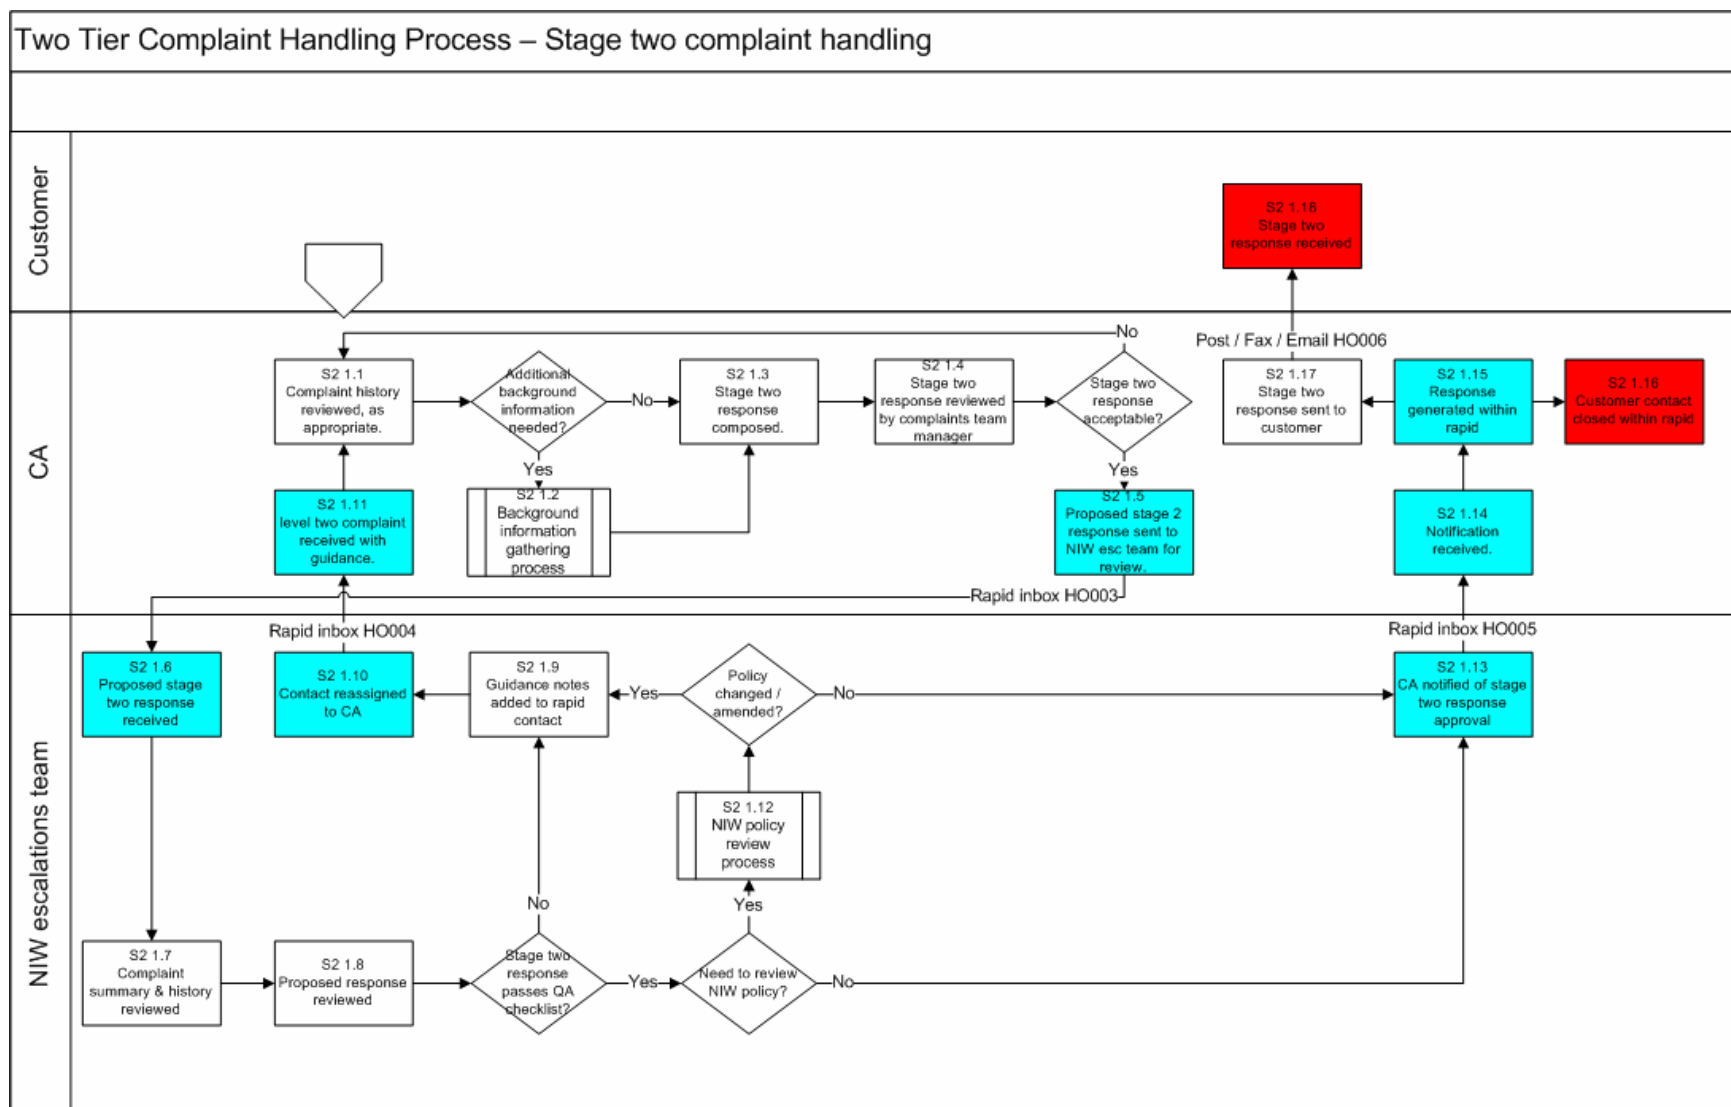 Two Tier Complaint Handling Process – Stage two complaint handling
Customer
S2 1.18
Stage two
response received
CA
No
Post / Fax / Email HO006
S2 1.1
Complaint history
reviewed, as
appropriate.
Additional
background
information
needed?
No
S2 1.3
Stage two
response
composed.
S2 1.4
Stage two
response reviewed
by complaints team
manager
Stage two
response
acceptable?
S2 1.17
Stage two
response sent to
customer
S2 1.15
Response
generated within
rapid
S2 1.16
Customer contact
closed within rapid
Yes
Yes
S2 1.11
level two complaint
received with
guidance.
S2 1.2
Background
information
gathering
process
S2 1.5
Proposed stage 2
response sent to
NIW esc team for
review.
S2 1.14
Notification
received.
Rapid inbox HO003
NIW escalations team
Rapid inbox HO004
Rapid inbox HO005
S2 1.6
Proposed stage
two response
received
S2 1.10
Contact reassigned
to CA
S2 1.9
Guidance notes
added to rapid
contact
Yes
Policy
changed /
amended?
No
S2 1.13
CA notified of stage
two response
approval
S2 1.12
NIW policy
review
process
No
Yes
S2 1.7
Complaint
summary & history
reviewed
S2 1.8
Proposed response
reviewed
Stage two
response
passes QA
checklist?
Yes
Need to review
NIW policy?
No